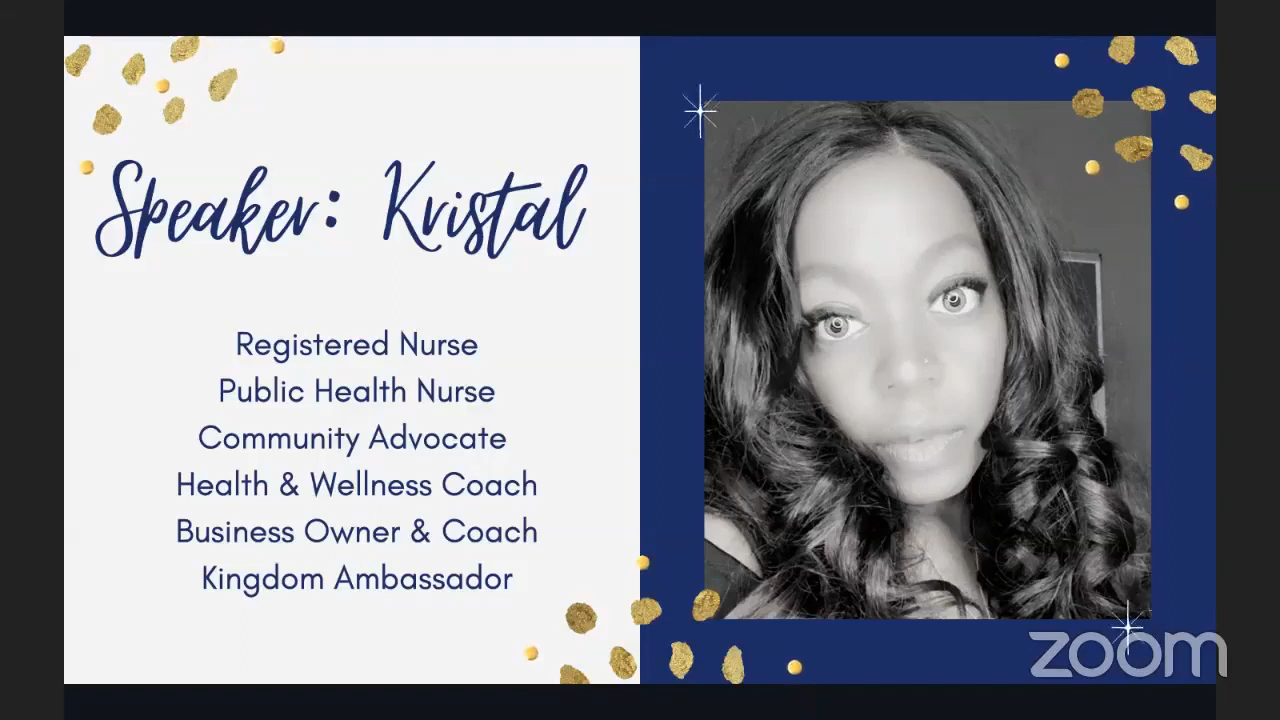 Speaker: Kristal
Registered Nurse
Public Health Nurse
Community Advocate
Health & Wellness Coach
Business Owner & Coach
Kingdom Ambassador
zoom